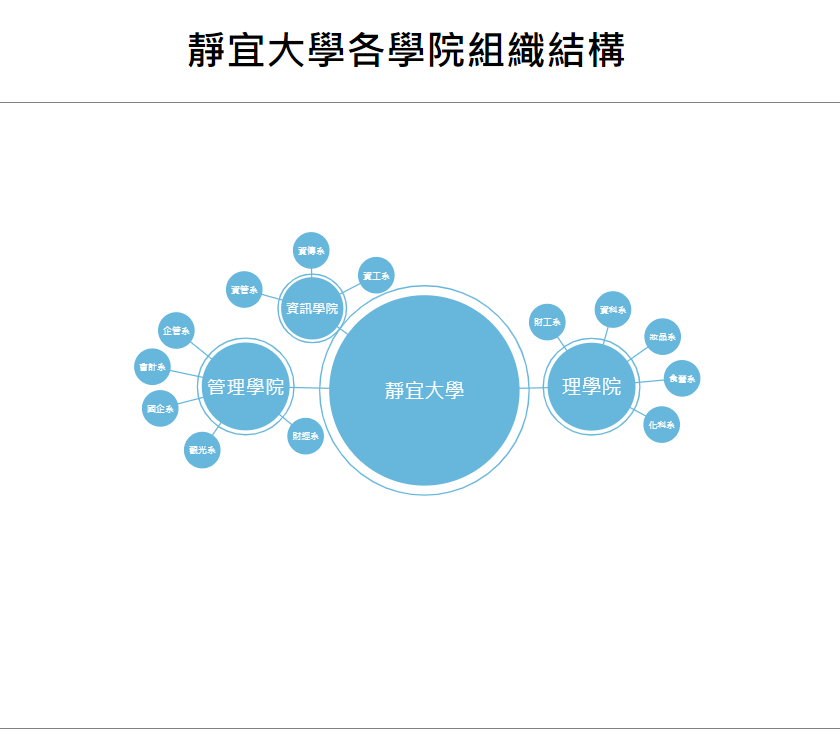 靜宜大學各學院組織結構
資傳系
資工系
資管系
資訊學院
企管系
會計系
管理學院
國企系
觀光系
財經系
靜宜大學
財工系
資科系
妝品系
理學院
食營系
化科系